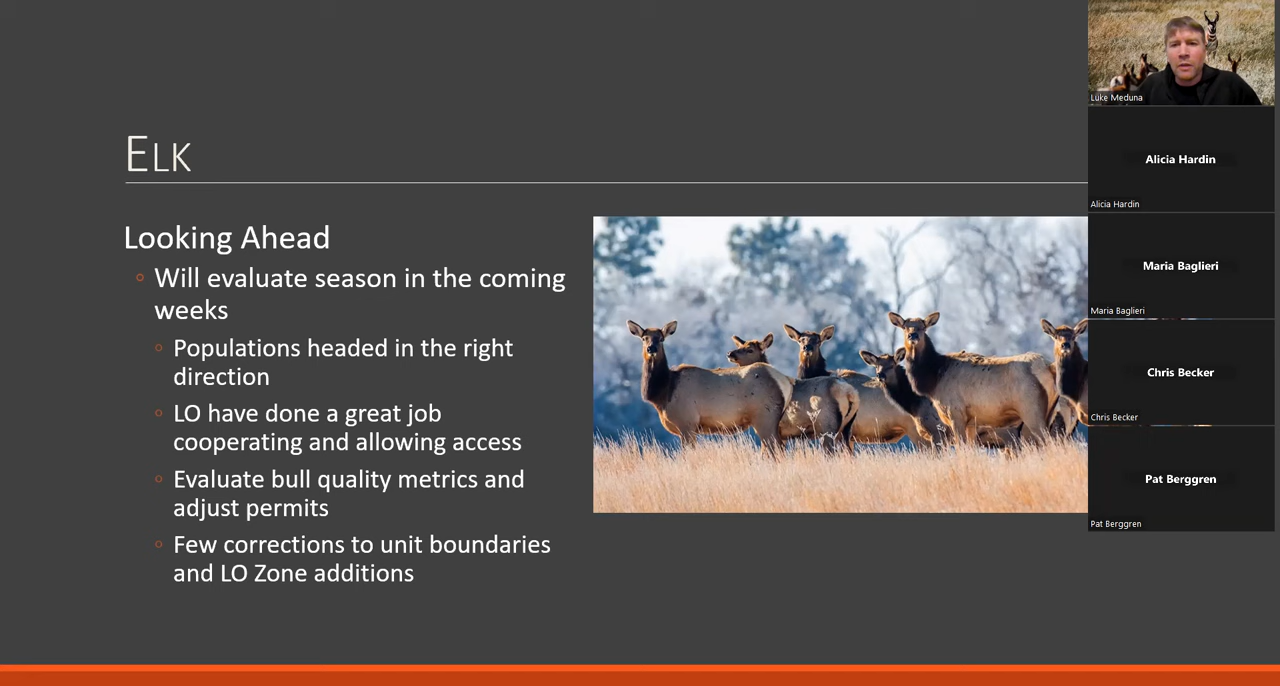 ELK
Looking Ahead
Will evaluate season in the coming
weeks
Populations headed in the right
direction
LO have done a great job
cooperating and allowing access
Evaluate bull quality metrics and
adjust permits
Few corrections to unit boundaries
and LO Zone additions
Luke Meduna
Alicia Hardin
Alicia Hardin
Maria Baglieri
Maria Baglieri
Chris Becker
Chris Becker
Pat Berggren
Pat Berggren